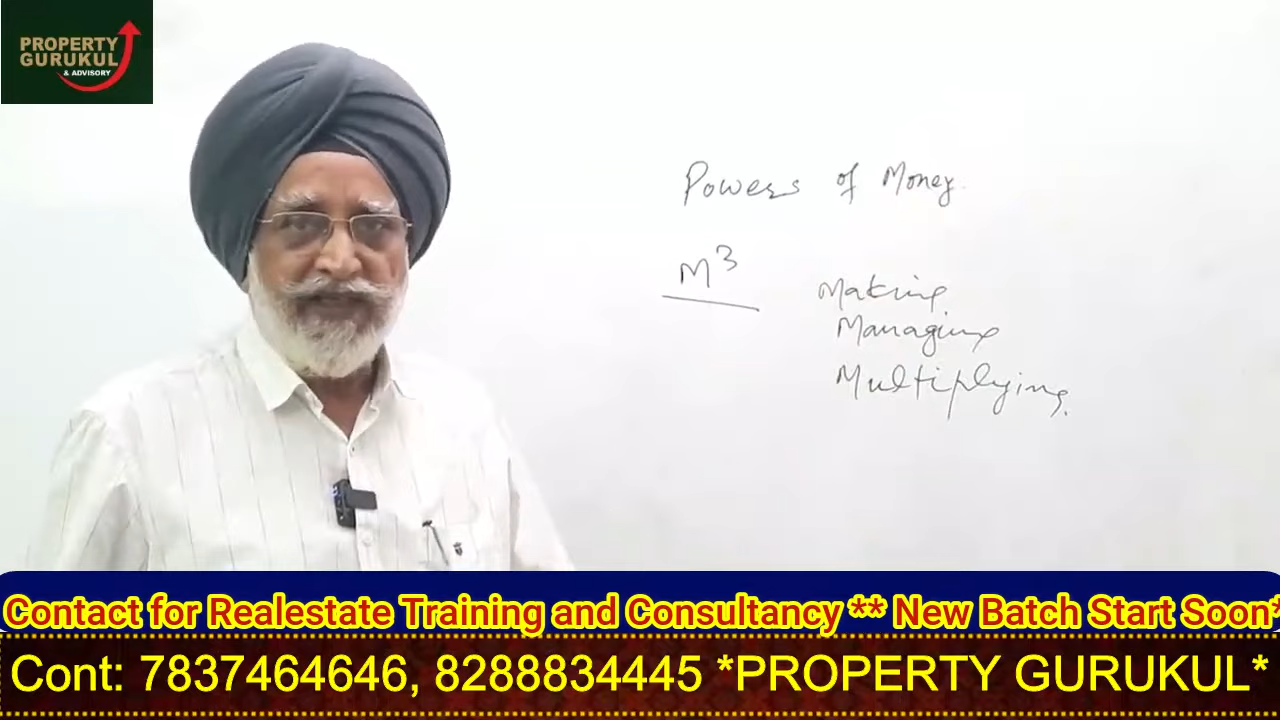 PROPERTY
GURUKUL
& ADVISORY
Powers of Money.
M³
Making
Managing
Multiplying.
Contact for Realestate Training and Consultancy ** New Batch Start Soon*
Cont: 7837464646, 8288834445 *PROPERTY GURUKUL*